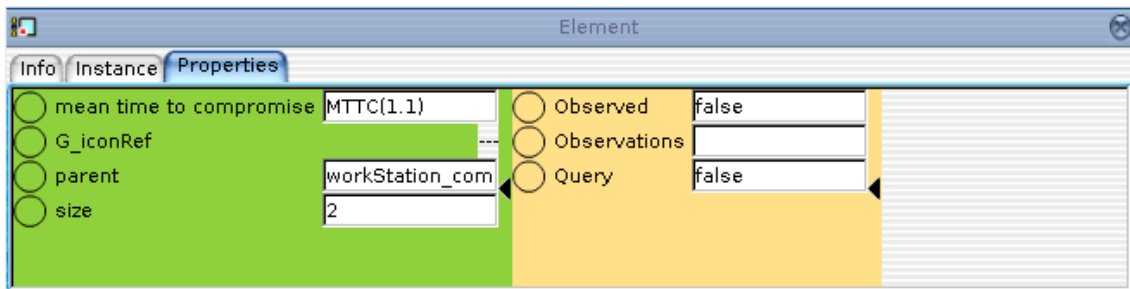 Element
Info Instance Properties
mean time to compromise MTTC(1.1) Observed false
G_iconRef --- Observations
parent workStation_com Query false
size 2